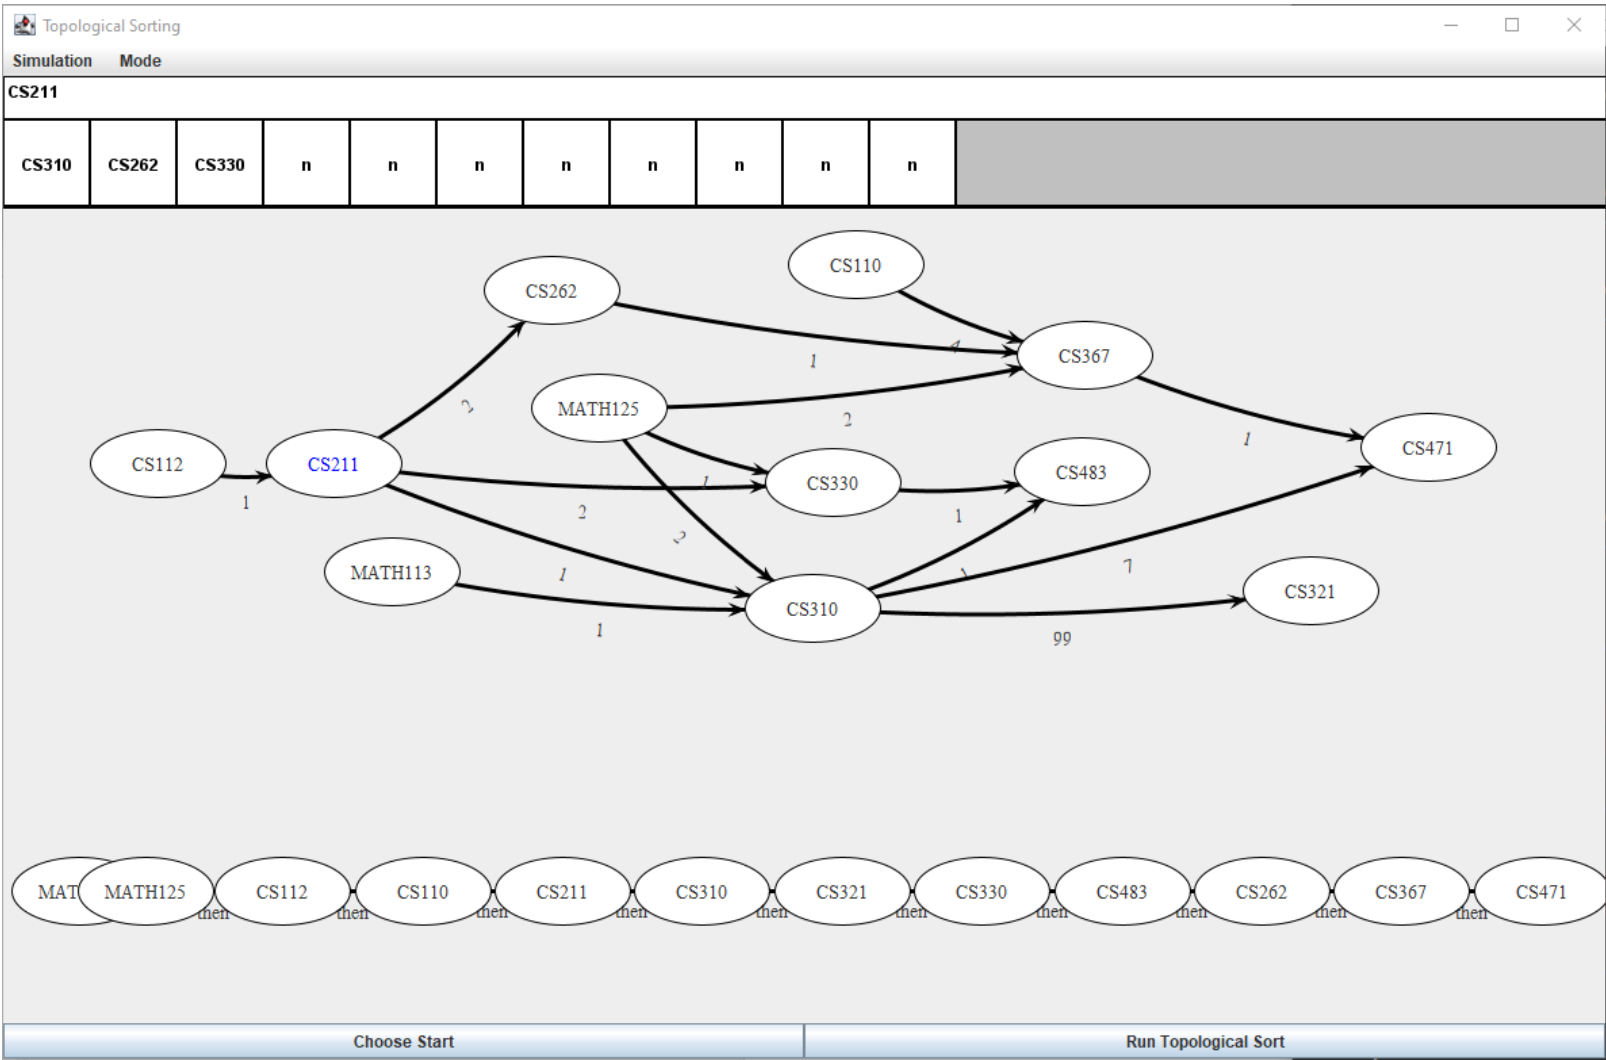 Topological Sorting
Simulation Mode
CS211
CS310 CS262 CS330 n n n n n n n n
CS110
CS262
CS367
4
1
MATH125
2
2
1
CS471
CS112
CS211
CS483
CS330
1
1
2
1
2
MATH113
1
1
7
CS321
CS310
1
99
MAT MATH125 CS112 CS110 CS211 CS310 CS321 CS330 CS483 CS262 CS367 CS471
then then then then then then then then then then
Choose Start Run Topological Sort